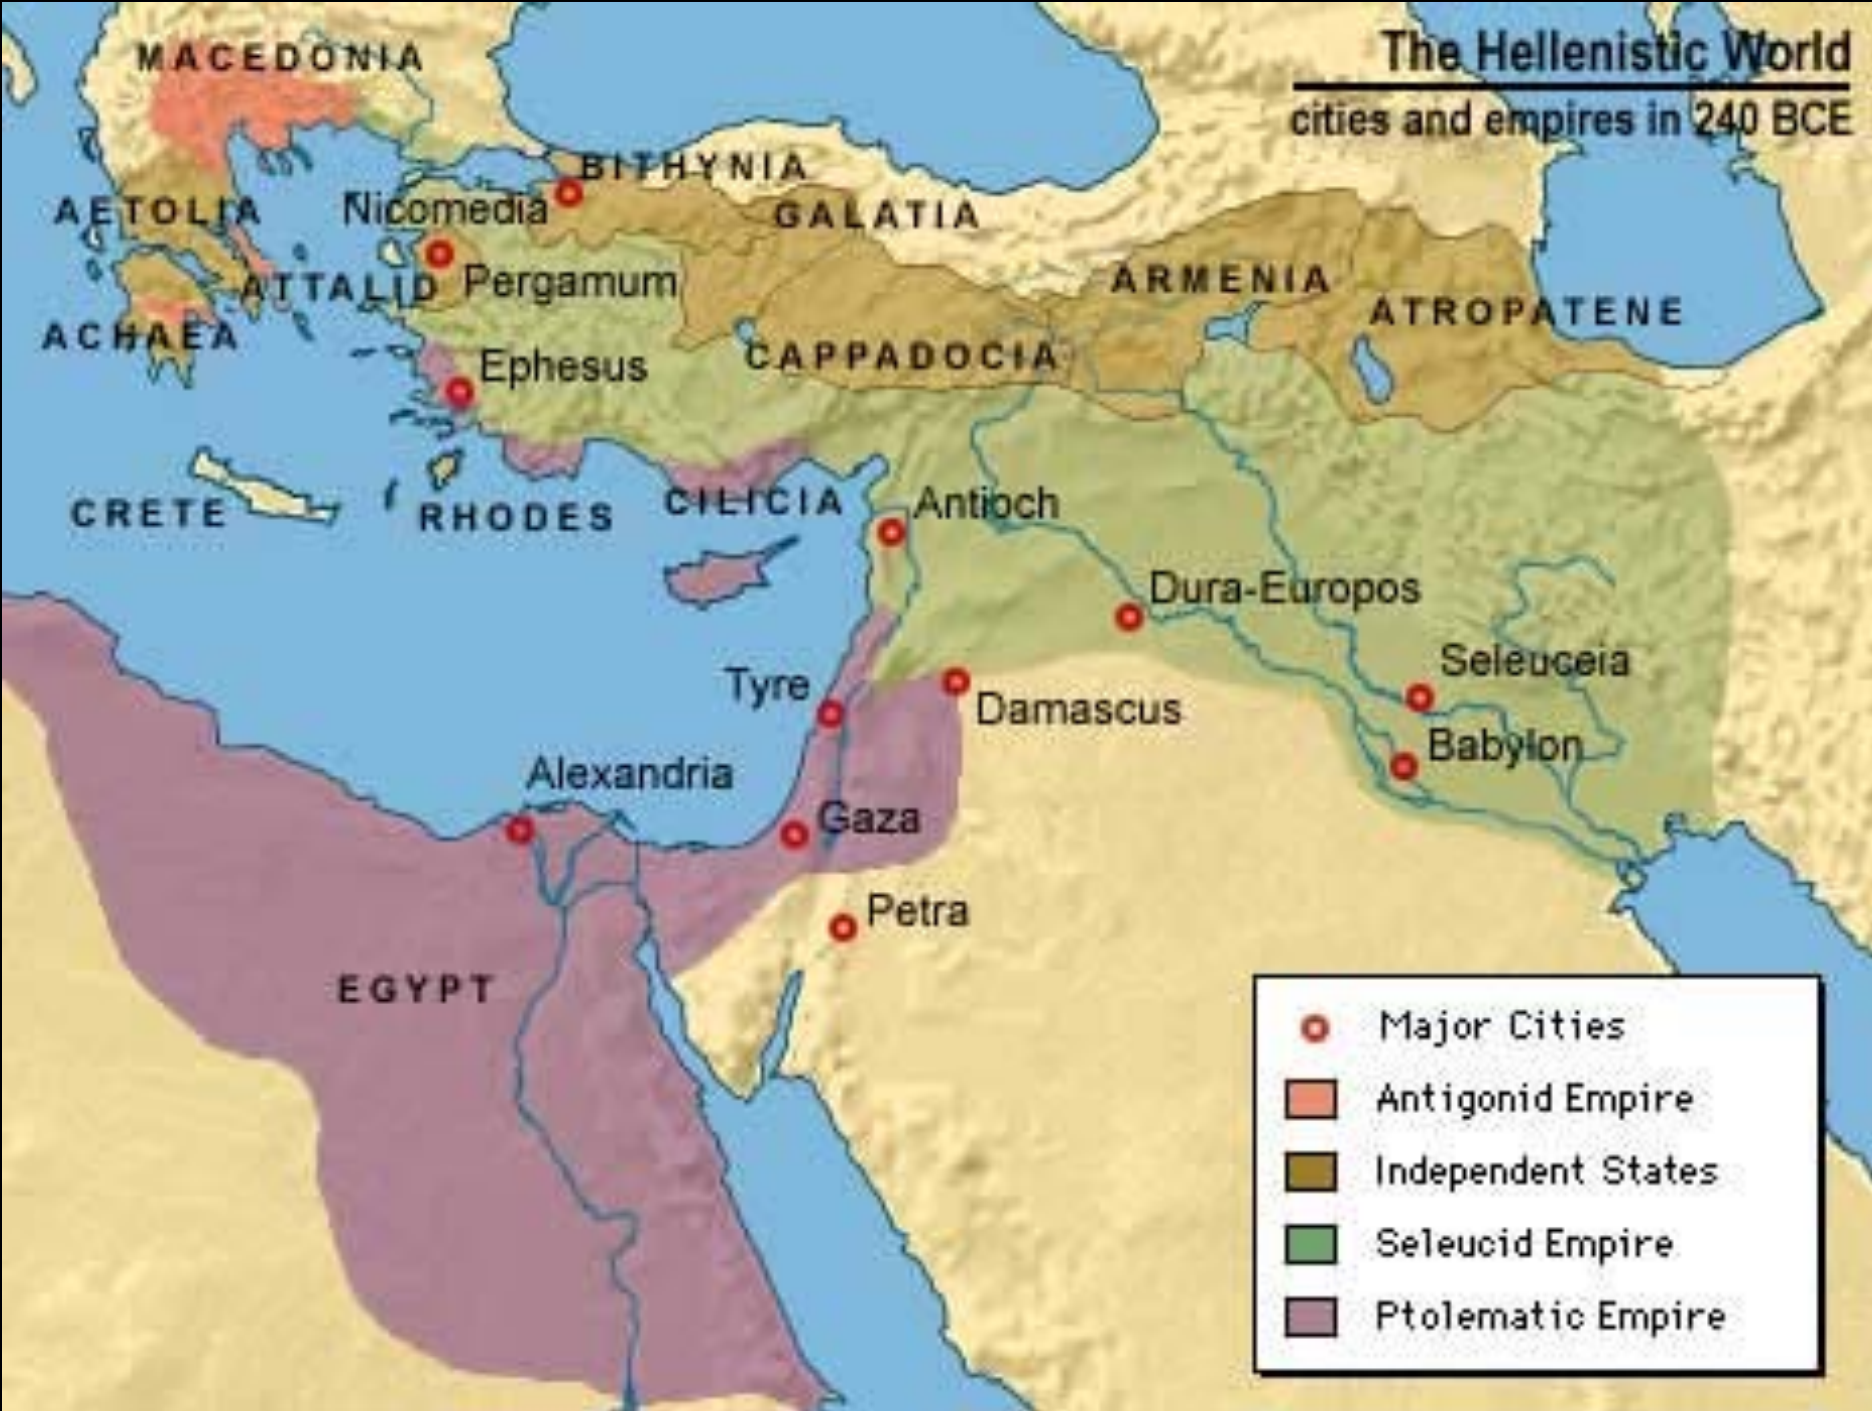 The Hellenistic World
cities and empires in 240 BCE
MACEDONIA
BITHYNIA
AETOLIA
Nicomedia
GALATIA
ATTALID
Pergamum
ARMENIA
ATROPATENE
ACHAEA
Ephesus
CAPPADOCIA
CRETE
RHODES
CILICIA
Antioch
Dura-Europos
Seleuceia
Tyre
Damascus
Babylon
Alexandria
Gaza
Petra
EGYPT
Major Cities
Antigonid Empire
Independent States
Seleucid Empire
Ptolematic Empire